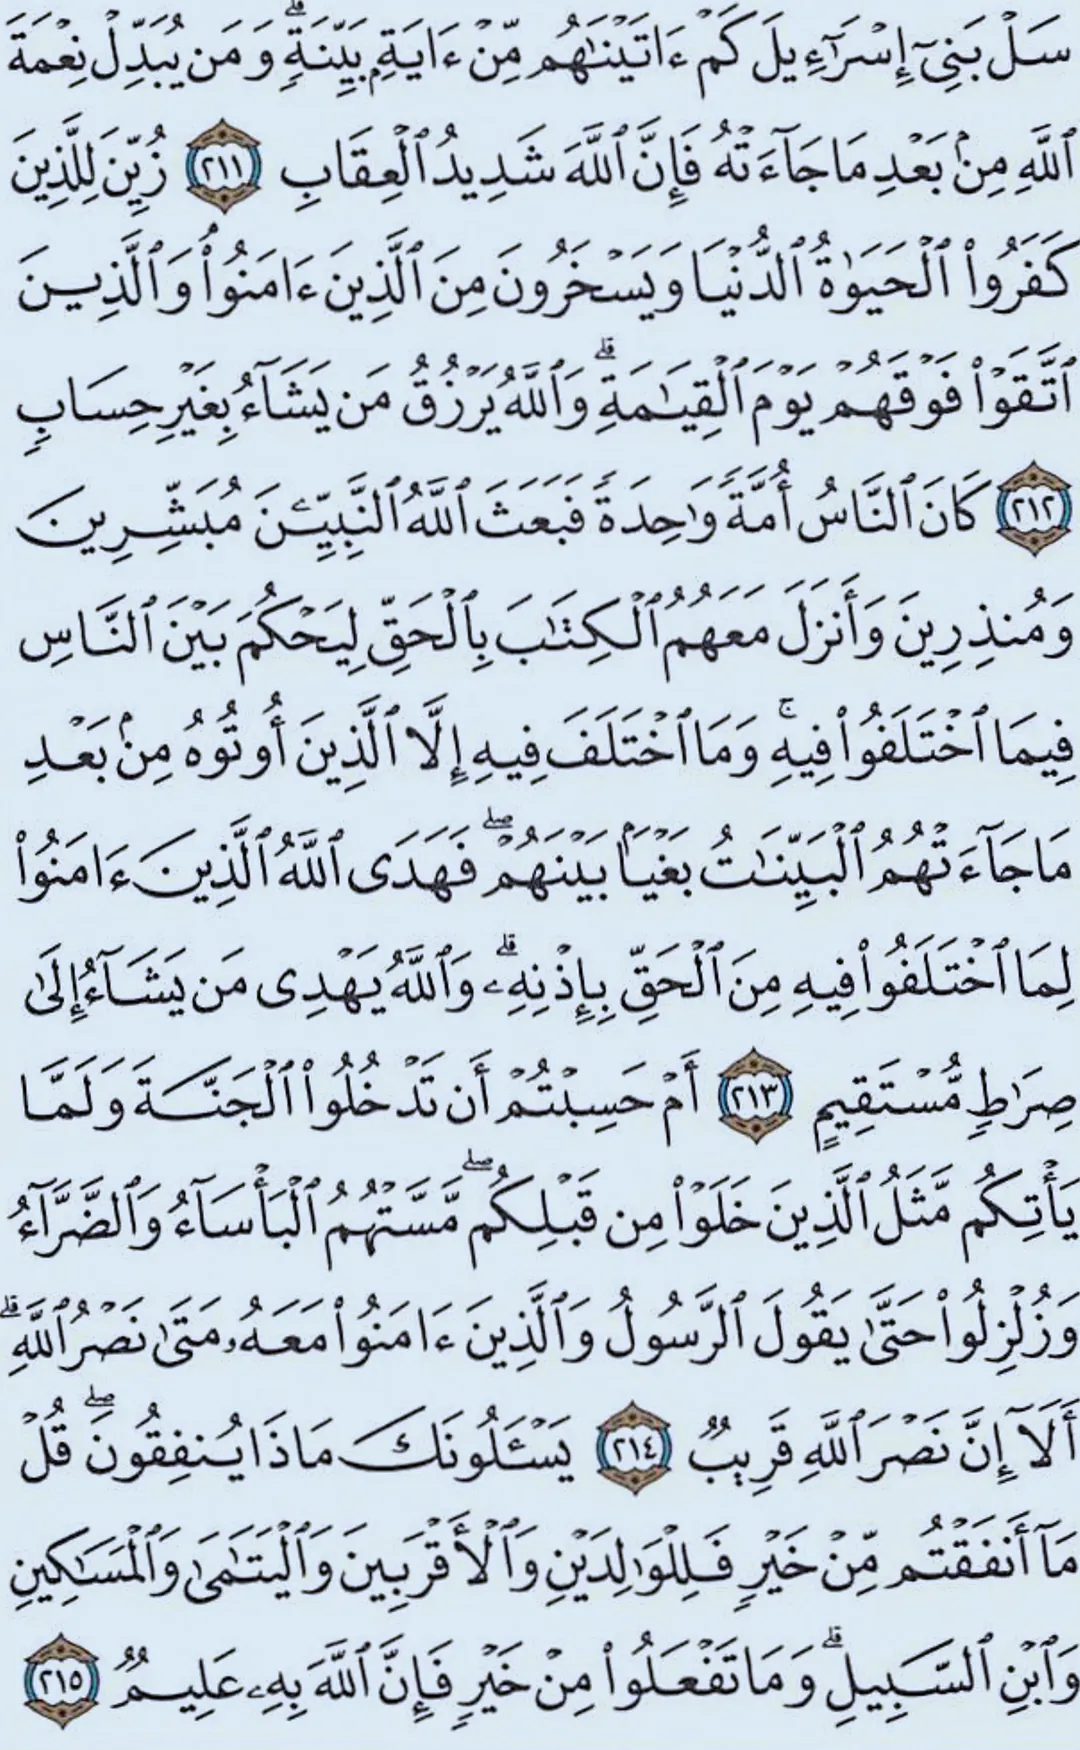 سَلۡ بَنِيٓ إِسۡرَٰٓءِيلَ كَمۡ ءَاتَيۡنَٰهُم مِّنۡ ءَايَةِۭ بَيِّنَةٖۗ وَمَن يُبَدِّلۡ نِعۡمَةَ
ٱللَّهِ مِنۢ بَعۡدِ مَا جَآءَتۡهُ فَإِنَّ ٱللَّهَ شَدِيدُ ٱلۡعِقَابِ ٢١١ زُيِّنَ لِلَّذِينَ
كَفَرُواْ ٱلۡحَيَوٰةُ ٱلدُّنۡيَا وَيَسۡخَرُونَ مِنَ ٱلَّذِينَ ءَامَنُواْۘ وَٱلَّذِينَ
ٱتَّقَوۡاْ فَوۡقَهُمۡ يَوۡمَ ٱلۡقِيَٰمَةِۗ وَٱللَّهُ يَرۡزُقُ مَن يَشَآءُ بِغَيۡرِ حِسَابٖ
٢١٢ كَانَ ٱلنَّاسُ أُمَّةٗ وَٰحِدَةٗ فَبَعَثَ ٱللَّهُ ٱلنَّبِيِّـۧنَ مُبَشِّرِينَ
وَمُنذِرِينَ وَأَنزَلَ مَعَهُمُ ٱلۡكِتَٰبَ بِٱلۡحَقِّ لِيَحۡكُمَ بَيۡنَ ٱلنَّاسِ
فِيمَا ٱخۡتَلَفُواْ فِيهِۚ وَمَا ٱخۡتَلَفَ فِيهِ إِلَّا ٱلَّذِينَ أُوتُوهُ مِنۢ بَعۡدِ
مَا جَآءَتۡهُمُ ٱلۡبَيِّنَٰتُ بَغۡيَۢا بَيۡنَهُمۡۖ فَهَدَى ٱللَّهُ ٱلَّذِينَ ءَامَنُواْ
لِمَا ٱخۡتَلَفُواْ فِيهِ مِنَ ٱلۡحَقِّ بِإِذۡنِهِۦۗ وَٱللَّهُ يَهۡدِي مَن يَشَآءُ إِلَىٰ
صِرَٰطٖ مُّسۡتَقِيمٍ ٢١٣ أَمۡ حَسِبۡتُمۡ أَن تَدۡخُلُواْ ٱلۡجَنَّةَ وَلَمَّا
يَأۡتِكُم مَّثَلُ ٱلَّذِينَ خَلَوۡاْ مِن قَبۡلِكُمۖ مَّسَّتۡهُمُ ٱلۡبَأۡسَآءُ وَٱلضَّرَّآءُ
وَزُلۡزِلُواْ حَتَّىٰ يَقُولَ ٱلرَّسُولُ وَٱلَّذِينَ ءَامَنُواْ مَعَهُۥ مَتَىٰ نَصۡرُ ٱللَّهِۗ
أَلَآ إِنَّ نَصۡرَ ٱللَّهِ قَرِيبٞ ٢١٤ يَسۡـَٔلُونَكَ مَاذَا يُنفِقُونَۖ قُلۡ
مَآ أَنفَقۡتُم مِّنۡ خَيۡرٖ فَلِلۡوَٰلِدَيۡنِ وَٱلۡأَقۡرَبِينَ وَٱلۡيَتَٰمَىٰ وَٱلۡمَسَٰكِينِ
وَٱبۡنِ ٱلسَّبِيلِۗ وَمَا تَفۡعَلُواْ مِنۡ خَيۡرٖ فَإِنَّ ٱللَّهَ بِهِۦ عَلِيمٞ ٢١٥